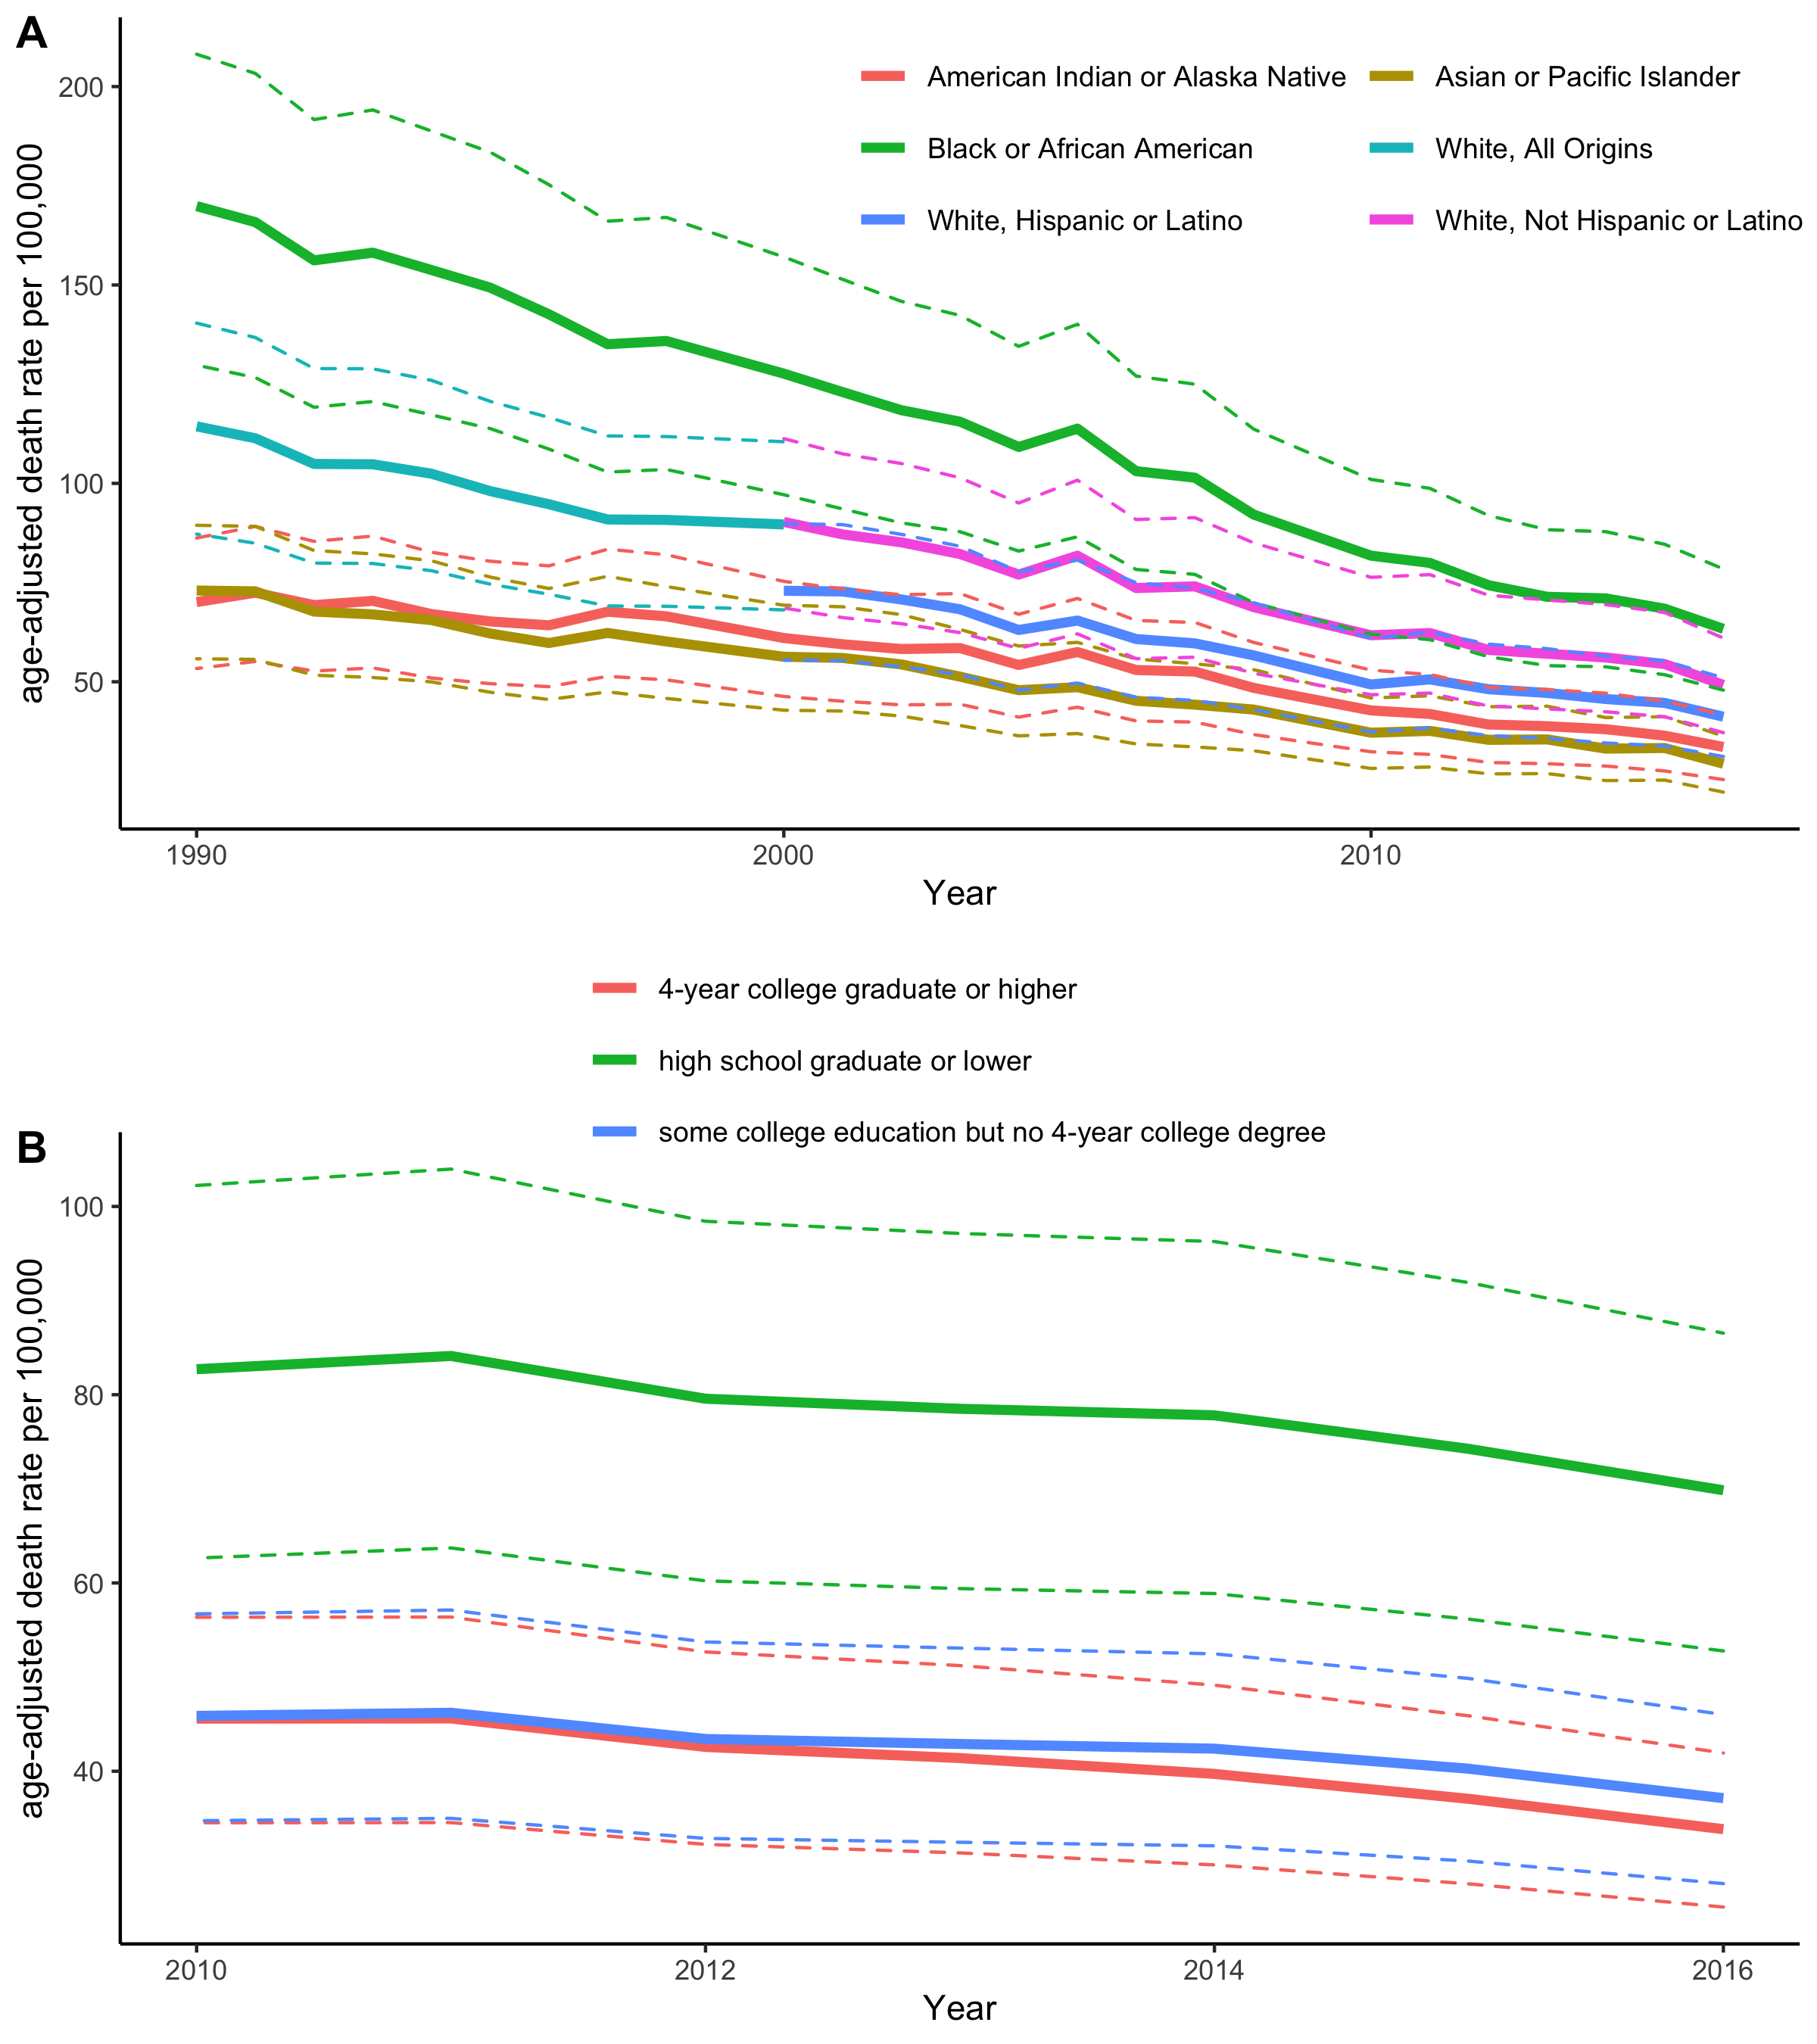 A
age-adjusted death rate per 100,000
200
150
100
50
American Indian or Alaska Native
Asian or Pacific Islander
Black or African American
White, All Origins
White, Hispanic or Latino
White, Not Hispanic or Latino
1990
2000
2010
Year
4-year college graduate or higher
high school graduate or lower
some college education but no 4-year college degree
B
age-adjusted death rate per 100,000
100
80
60
40
2010
2012
2014
2016
Year